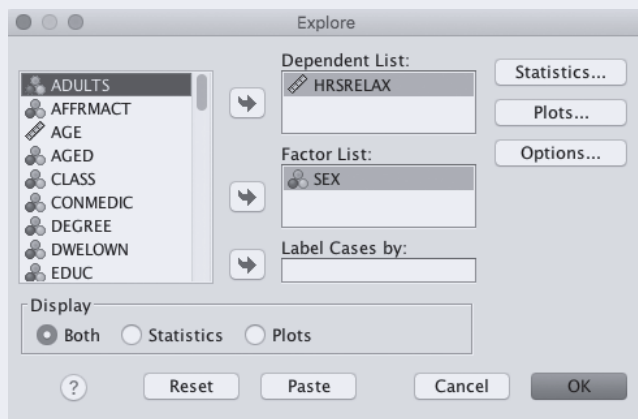 Explore
ADULTS
AFFRMACT
AGE
AGED
CLASS
CONMEDIC
DEGREE
DWELOWN
EDUC
Dependent List:
HRSRELAX
Factor List:
SEX
Label Cases by:
Statistics...
Plots...
Options...
Display
Both
Statistics
Plots
?
Reset
Paste
Cancel
OK